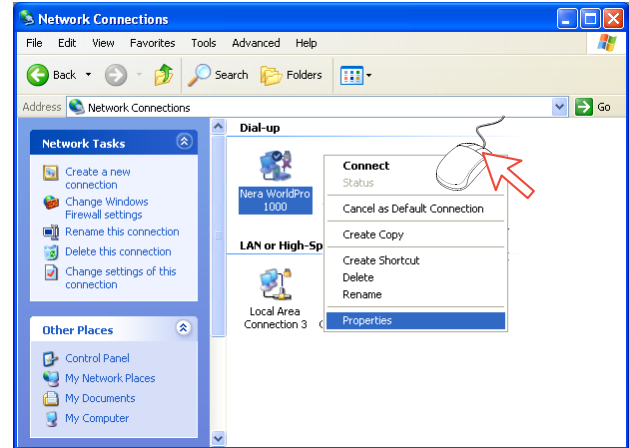 Network Connections
File Edit View Favorites Tools Advanced Help
Back Search Folders
Address Network Connections Go
Network Tasks
Create a new
connection
Change Windows
Firewall settings
Rename this connection
Delete this connection
Change settings of this
connection
Other Places
Control Panel
My Network Places
My Documents
My Computer
Dial-up
Nera WorldPro
1000
LAN or High-Sp
Local Area
Connection 3
Connect
Status
Cancel as Default Connection
Create Copy
Create Shortcut
Delete
Rename
Properties